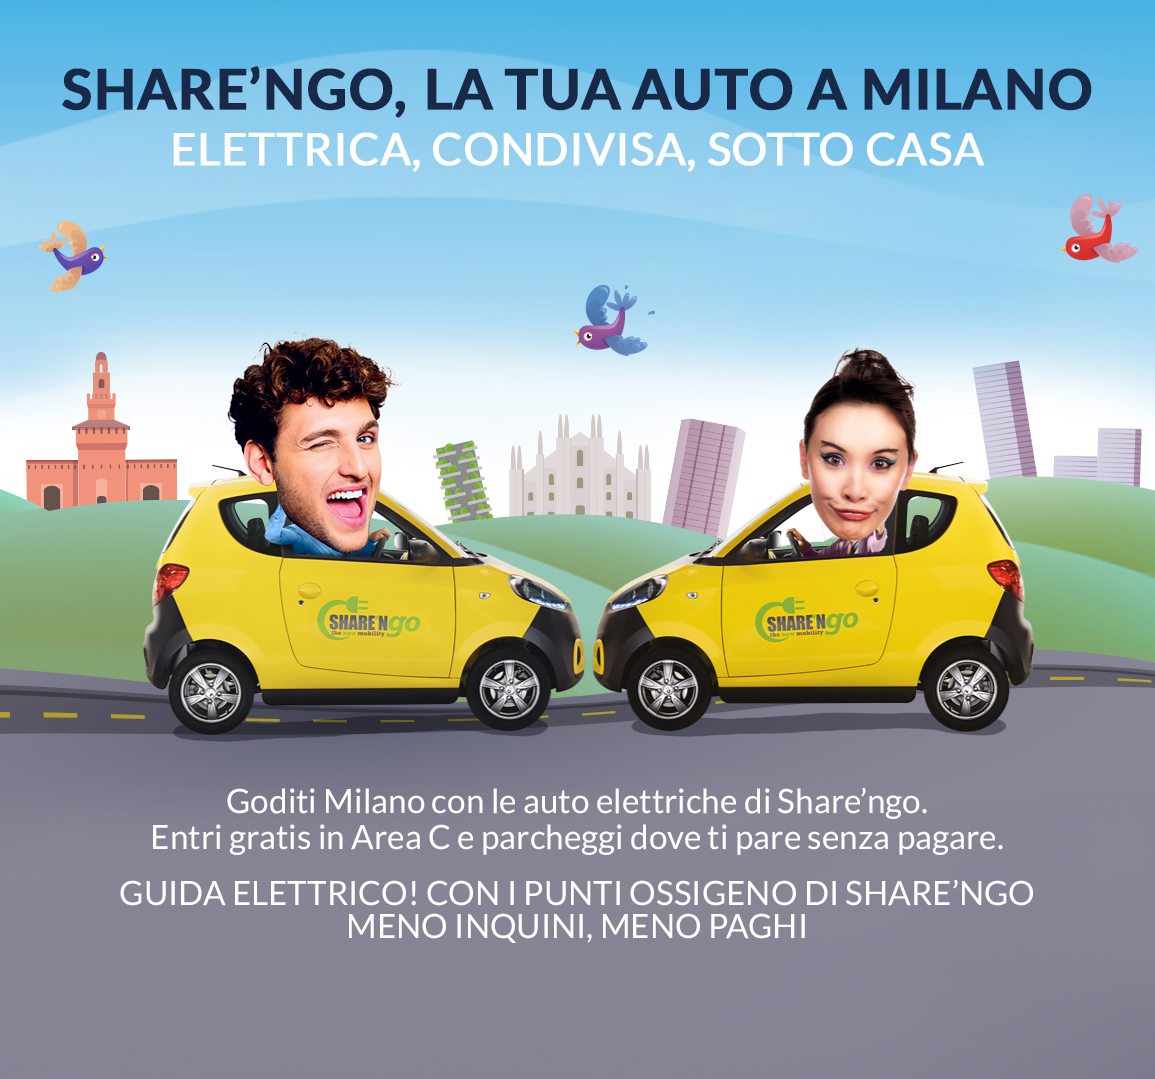 SHARE'NGO, LA TUA AUTO A MILANO
ELETTRICA, CONDIVISA, SOTTO CASA
SHARE'Ngo
the new mobility
SHARE'Ngo
the new mobility
Goditi Milano con le auto elettriche di Share'ngo.
Entri gratis in Area C e parcheggi dove ti pare senza pagare.
GUIDA ELETTRICO! CON I PUNTI OSSIGENO DI SHARE'NGO
MENO INQUINI, MENO PAGHI